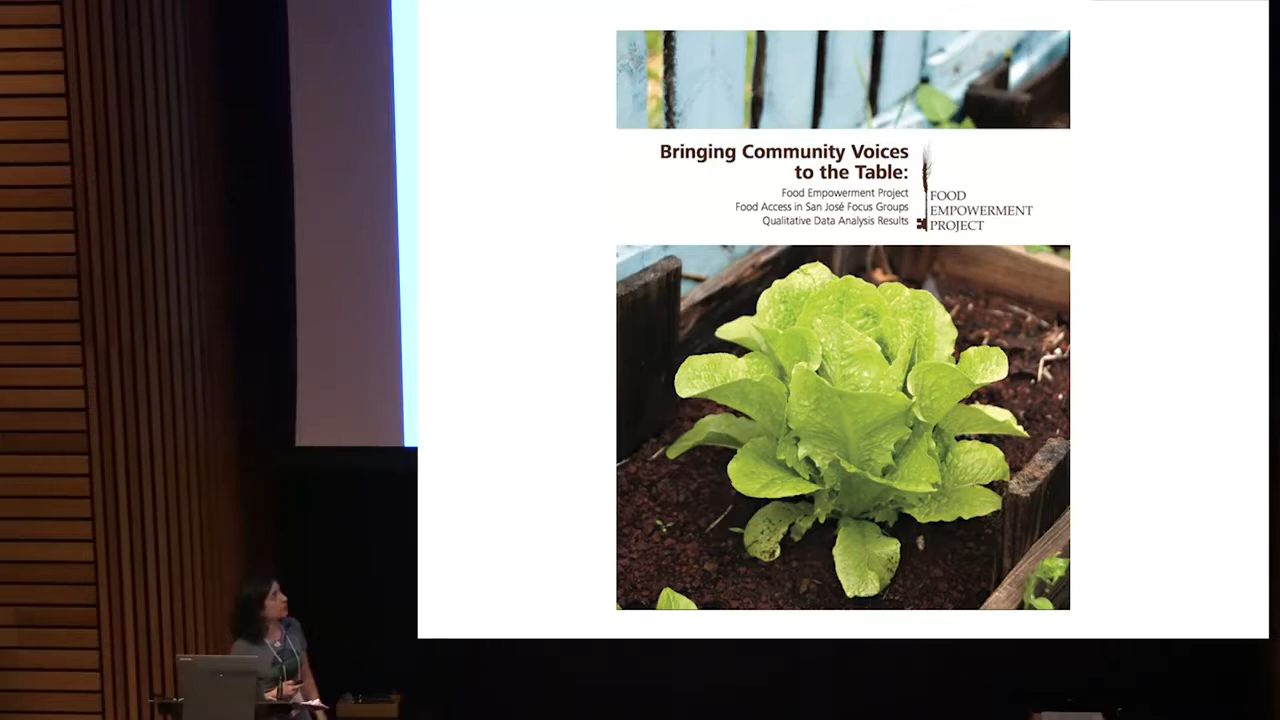 Bringing Community Voices
to the Table:
Food Empowerment Project
Food Access in San José Focus Groups
Qualitative Data Analysis Results
FOOD
EMPOWERMENT
PROJECT